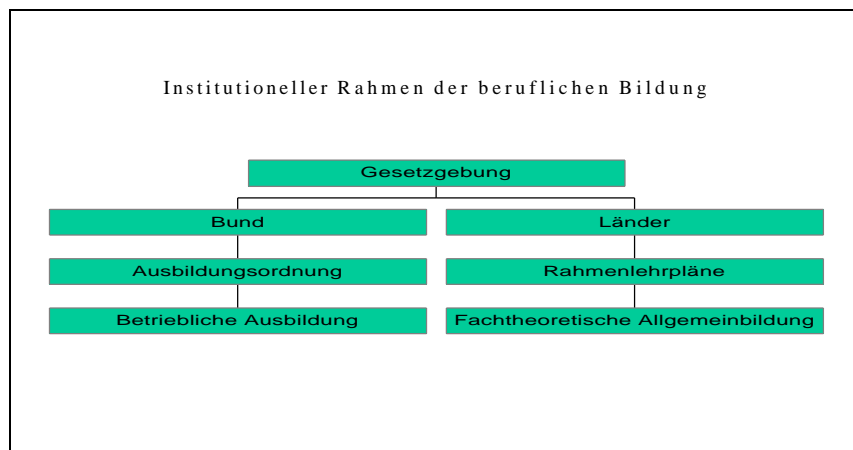 Institutioneller Rahmen der beruflichen Bildung
Gesetzgebung
Bund
Länder
Ausbildungsordnung
Rahmenlehrpläne
Betriebliche Ausbildung
Fachtheoretische Allgemeinbildung